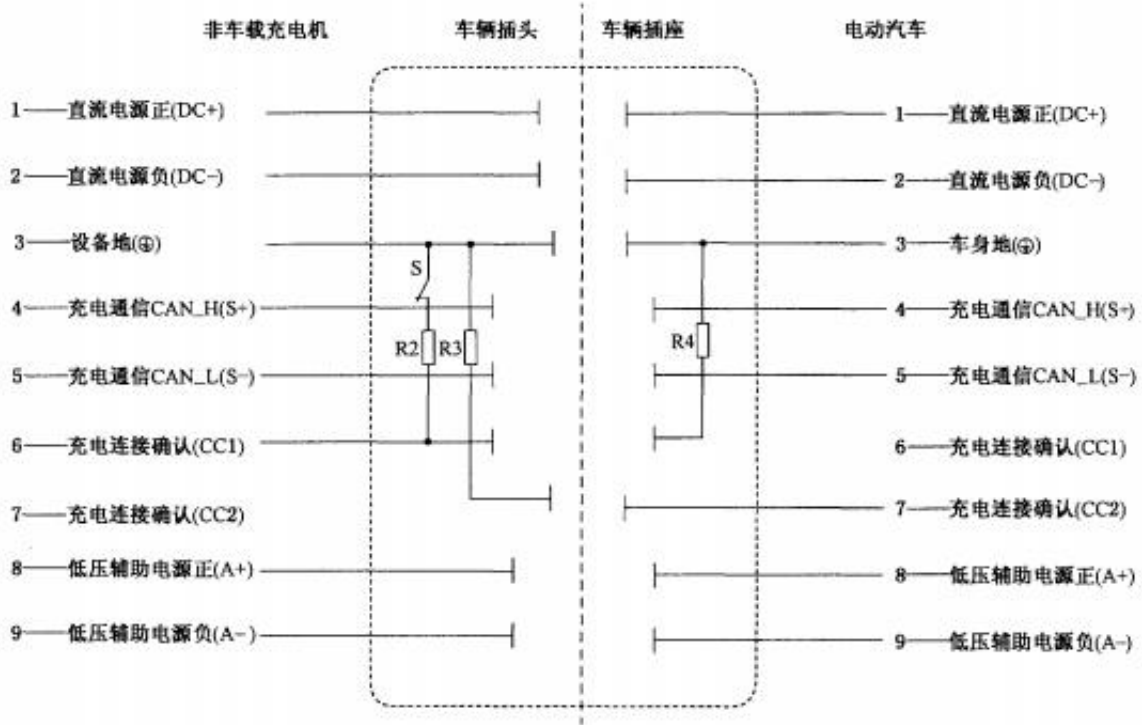 非车载充电机 车辆插头 车辆插座 电动汽车
1 直流电源正(DC+) 1 直流电源正(DC+)
2 直流电源负(DC-) 2 直流电源负(DC-)
3 设备地(⏚) 3 车身地(⏚)
S
4 充电通信CAN_H(S+) 4 充电通信CAN_H(S+)
R2 R3 R4
5 充电通信CAN_L(S-) 5 充电通信CAN_L(S-)
6 充电连接确认(CC1) 6 充电连接确认(CC1)
7 充电连接确认(CC2) 7 充电连接确认(CC2)
8 低压辅助电源正(A+) 8 低压辅助电源正(A+)
9 低压辅助电源负(A-) 9 低压辅助电源负(A-)